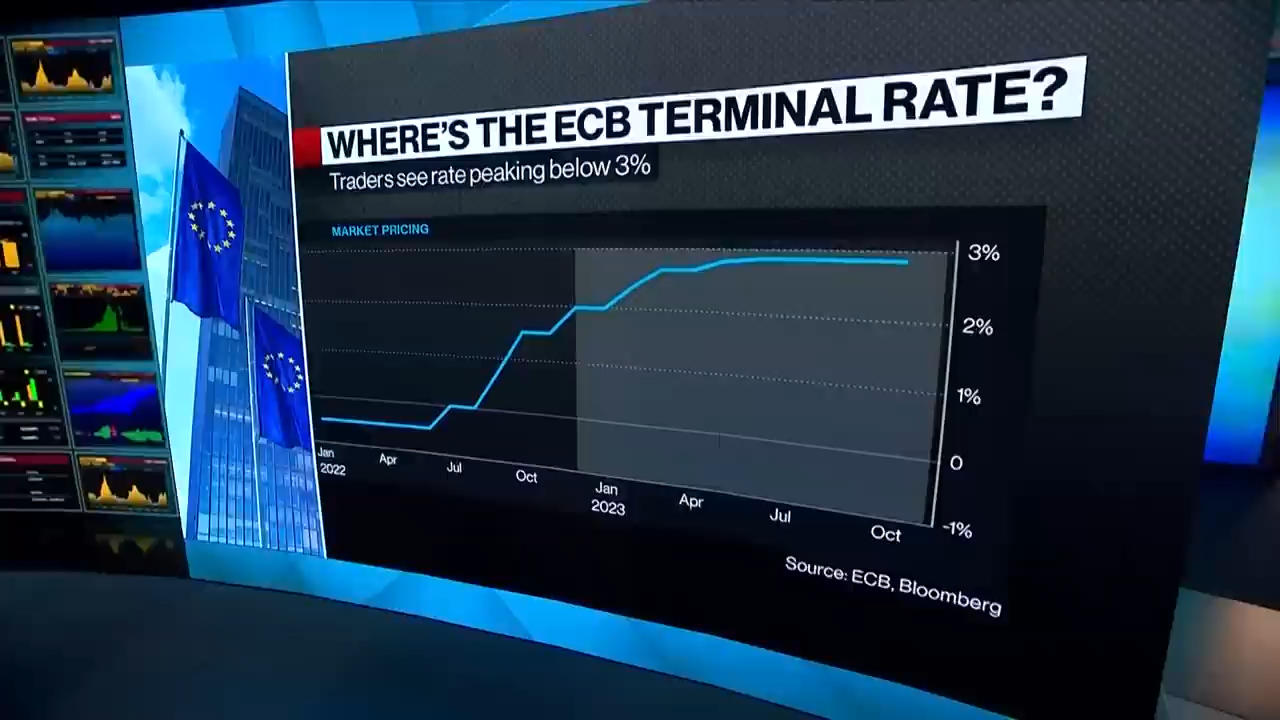 WHERE'S THE ECB TERMINAL RATE?
Traders see rate peaking below 3%
MARKET PRICING
3%
2%
1%
0
-1%
Jan Apr Jul Oct Jan Apr Jul Oct
2022 2023
Source: ECB, Bloomberg